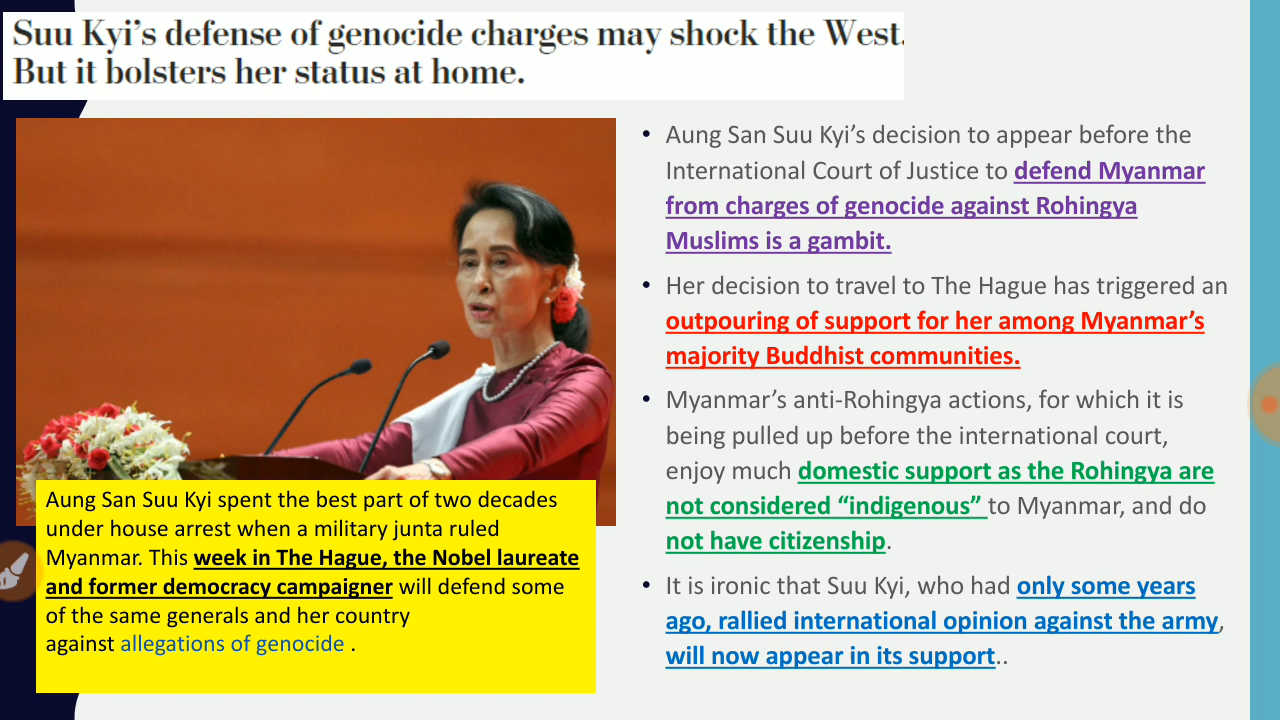 Suu Kyi’s defense of genocide charges may shock the West.
But it bolsters her status at home.
Aung San Suu Kyi spent the best part of two decades
under house arrest when a military junta ruled
Myanmar. This week in The Hague, the Nobel laureate
and former democracy campaigner will defend some
of the same generals and her country
against allegations of genocide .
• Aung San Suu Kyi’s decision to appear before the
International Court of Justice to defend Myanmar
from charges of genocide against Rohingya
Muslims is a gambit.
• Her decision to travel to The Hague has triggered an
outpouring of support for her among Myanmar’s
majority Buddhist communities.
• Myanmar’s anti-Rohingya actions, for which it is
being pulled up before the international court,
enjoy much domestic support as the Rohingya are
not considered “indigenous” to Myanmar, and do
not have citizenship.
• It is ironic that Suu Kyi, who had only some years
ago, rallied international opinion against the army,
will now appear in its support..